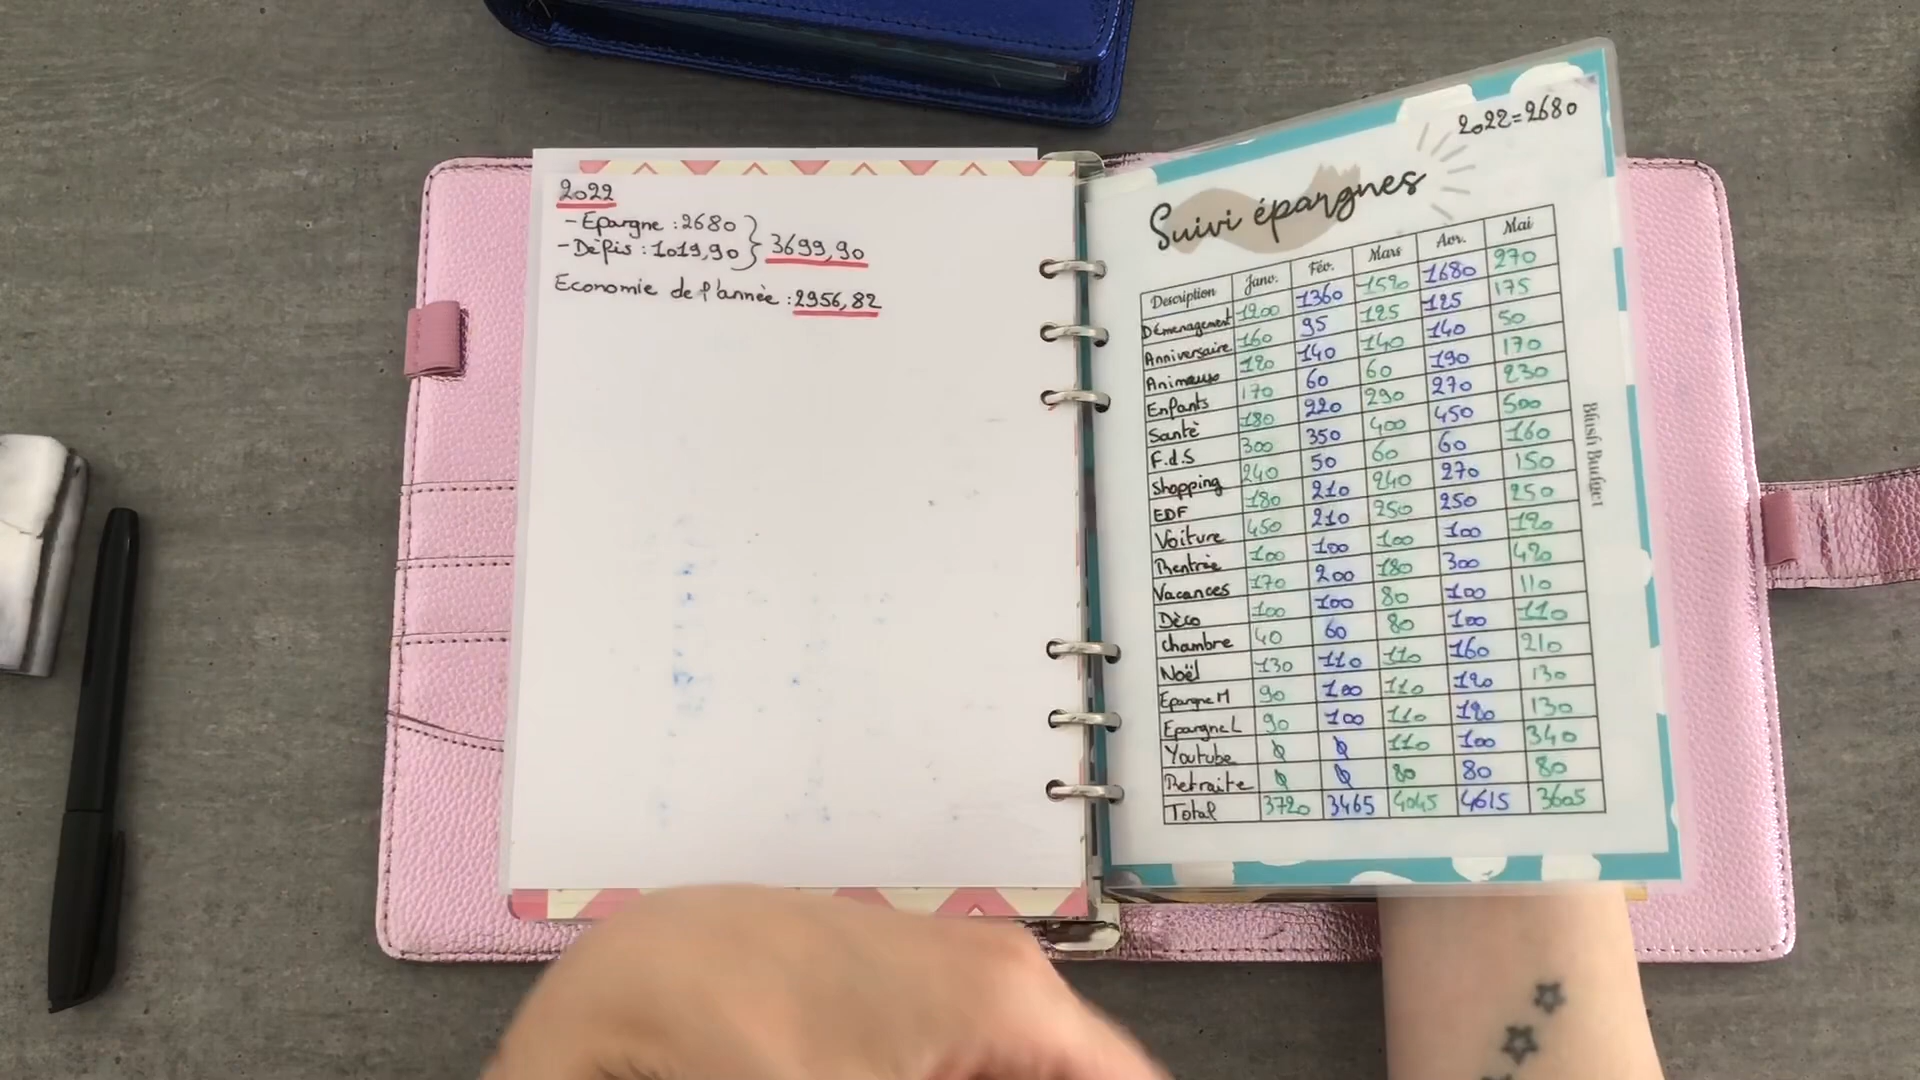 2022
- Epargne : 2680
- Défis : 1019,90 } 3699,90
Economie de l'année : 2956,82
2022=2680
Suivi épargnes
Description Janv. Fév. Mars Avr. Mai
Déménagement 1200 1360 1520 1680 270
Anniversaire 160 95 125 125 175
Animaux 120 140 140 140 50
Enfants 170 60 60 190 170
Santé 180 220 290 270 230
F.d.S 300 350 400 450 500
Shopping 240 50 60 60 160
EDF 180 210 240 270 150
Voiture 450 210 250 250 250
Rentrée 100 100 100 100 120
Vacances 170 200 180 300 420
Déco 100 100 80 100 110
Chambre 40 60 80 100 110
Noël 130 110 110 160 210
Epargne M 90 100 110 120 130
Epargne L 90 100 110 120 130
Youtube ϕ ϕ 110 100 340
Retraite ϕ ϕ 80 80 80
Total 3720 3465 4045 4615 3605
Blush Budget